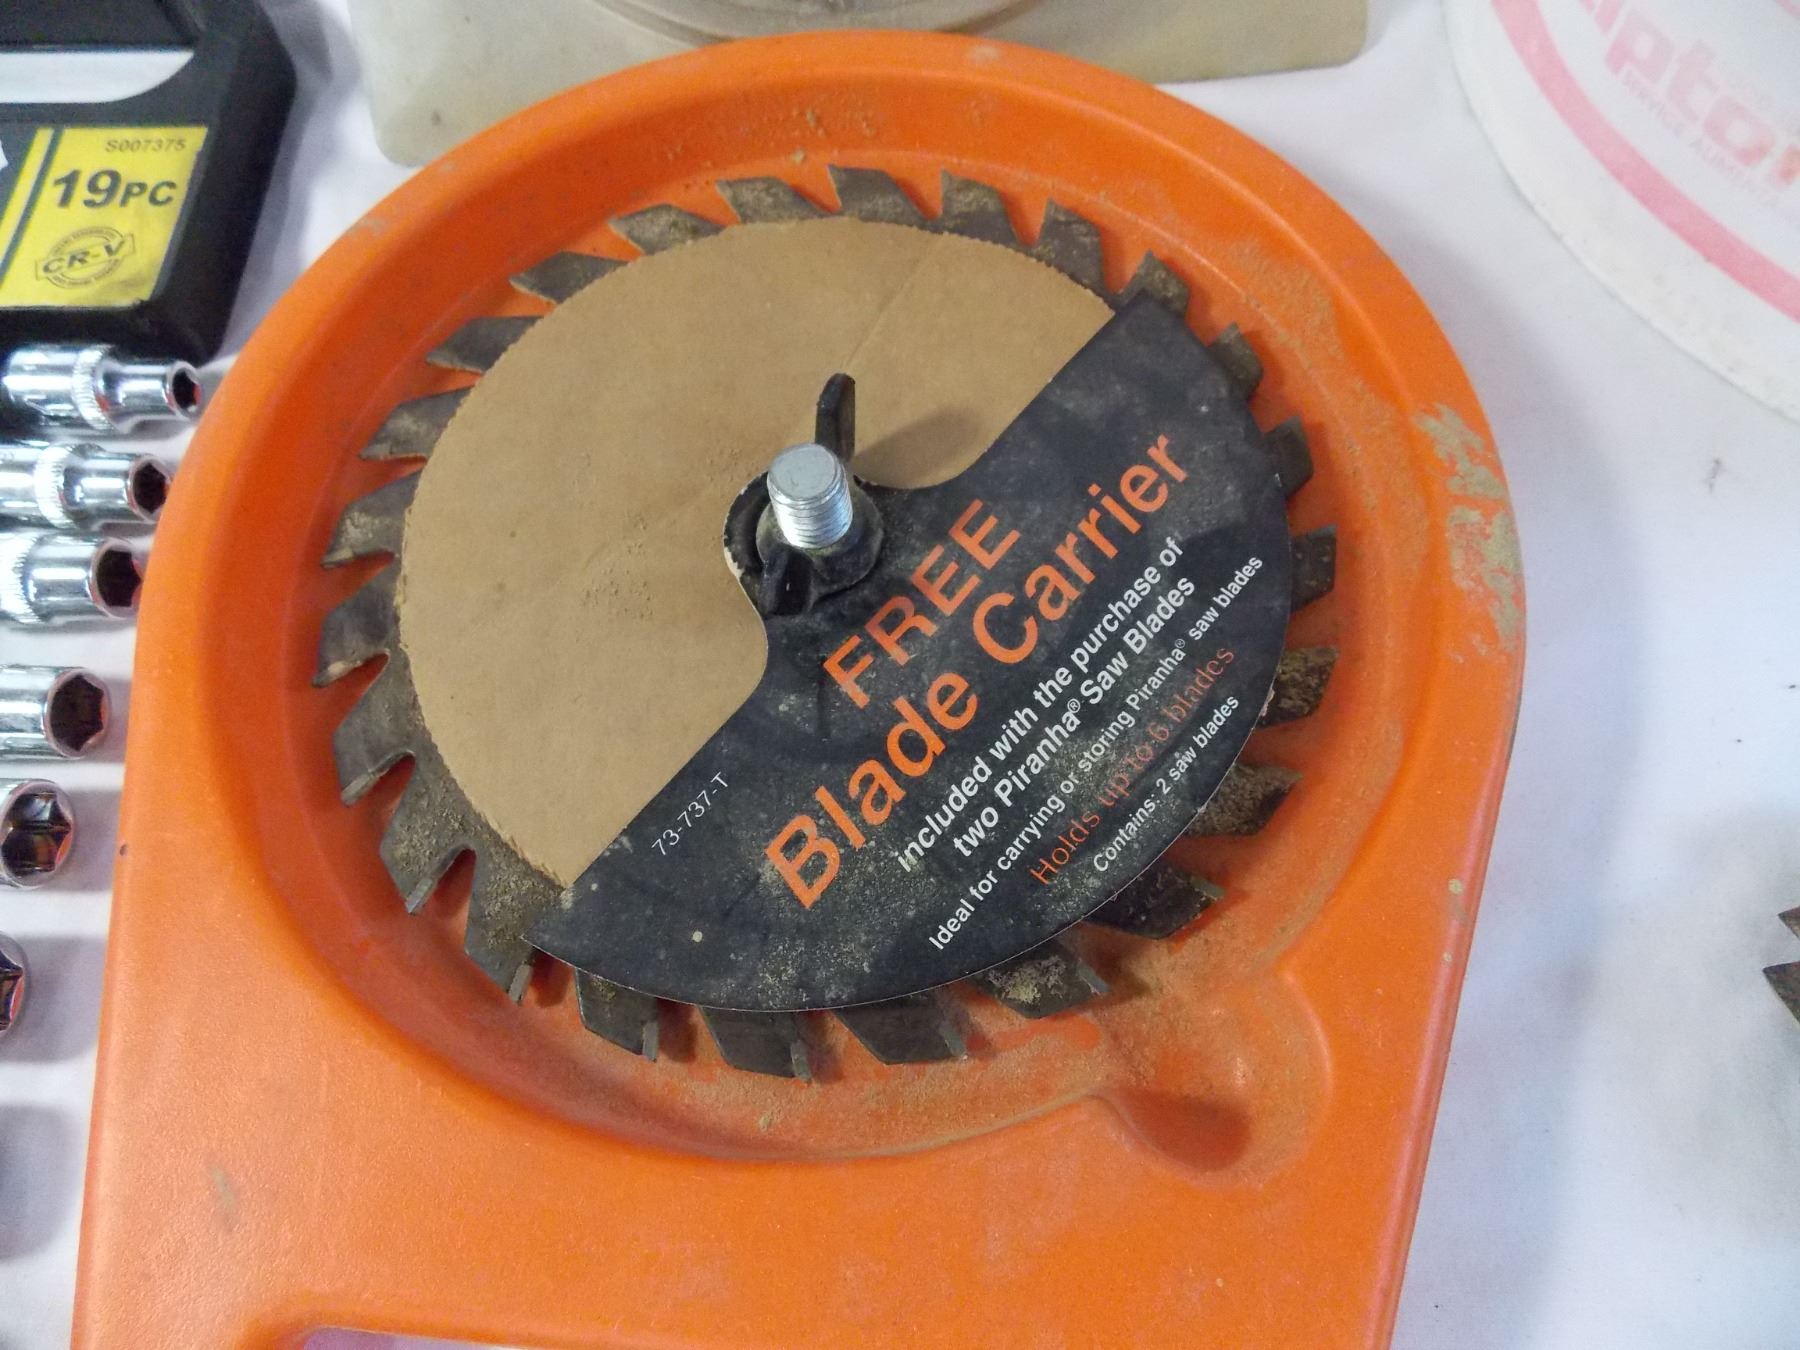 S007375
19PC
CR-V
FREE
Blade Carrier
included with the purchase of
two Piranha® Saw Blades
Ideal for carrying or storing Piranha® saw blades
Holds up to 6 blades
Contains: 2 saw blades
73-737-T